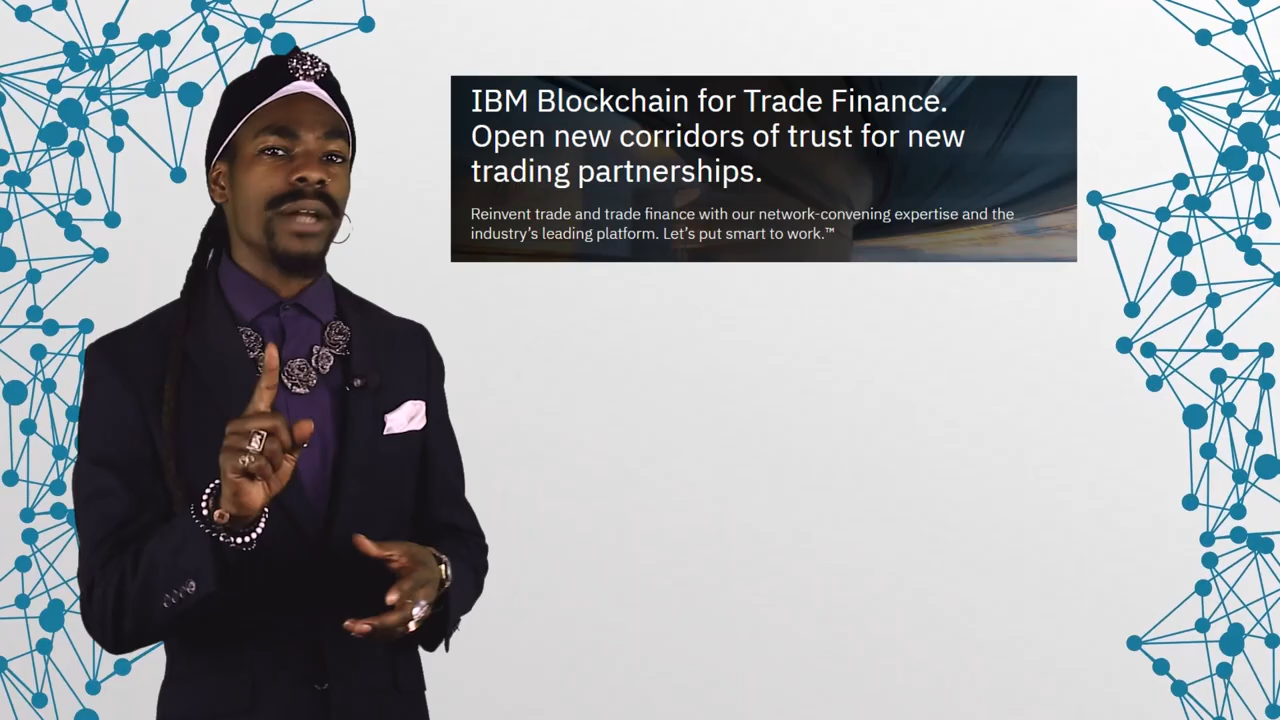 IBM Blockchain for Trade Finance.
Open new corridors of trust for new
trading partnerships.
Reinvent trade and trade finance with our network-convening expertise and the
industry’s leading platform. Let’s put smart to work.™